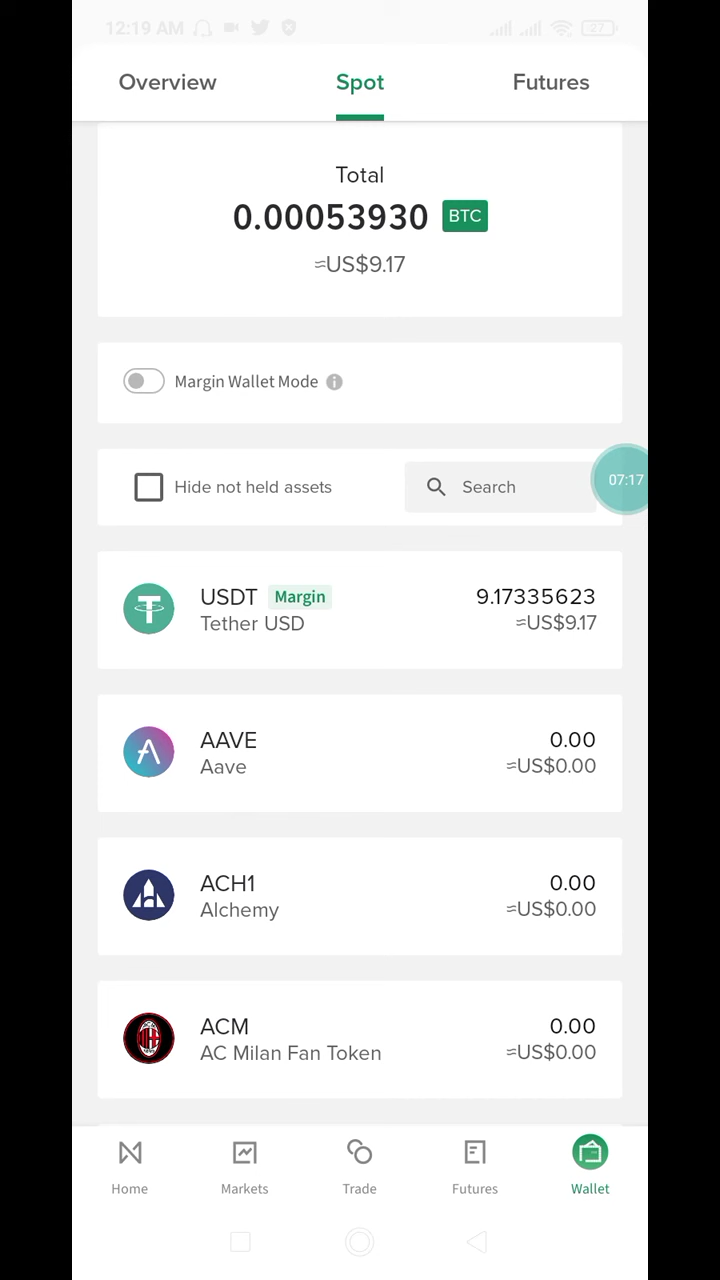 12:19 AM
27
Overview Spot Futures
Total
0.00053930 BTC
≈US$9.17
Margin Wallet Mode
Hide not held assets Search
07:17
USDT Margin 9.17335623
Tether USD ≈US$9.17
AAVE 0.00
Aave ≈US$0.00
ACH1 0.00
Alchemy ≈US$0.00
ACM 0.00
AC Milan Fan Token ≈US$0.00
Home Markets Trade Futures Wallet